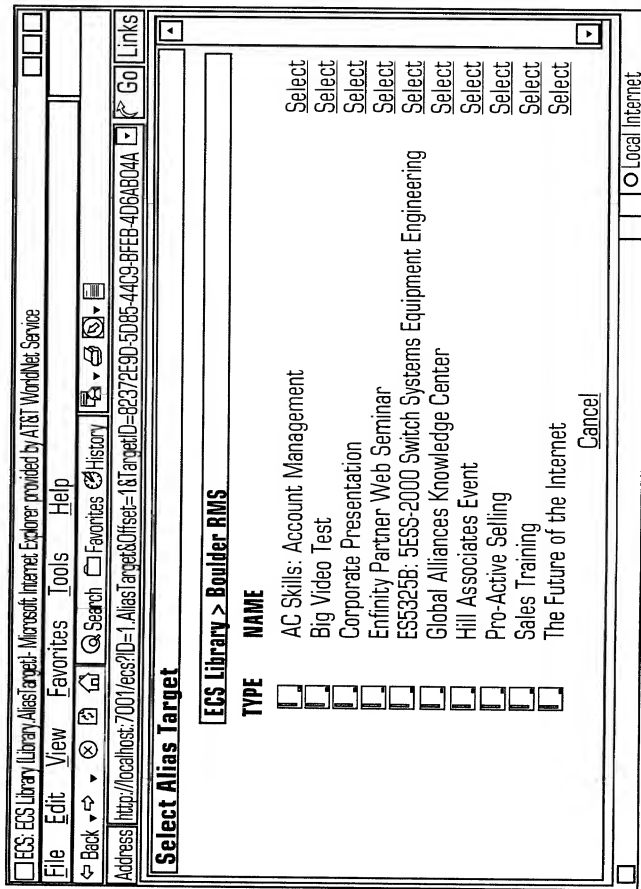 ECS: ECS Library (Library.AliasTarget)- Microsoft Internet Explorer provided by AT&T WorldNet Service
File Edit View Favorites Tools Help
Back Search Favorites History
Address http://localhost:7001/ecs?ID=1.AliasTarget&Offset=1&TargetID=82372E9D-5D85-44C9-BFEB-4D6AB04A Go Links
Select Alias Target
ECS Library > Boulder RMS
TYPE NAME
AC Skills: Account Management Select
Big Video Test Select
Corporate Presentation Select
Enfinity Partner Web Seminar Select
ES5325B: 5ESS-2000 Switch Systems Equipment Engineering Select
Global Alliances Knowledge Center Select
Hill Associates Event Select
Pro-Active Selling Select
Sales Training Select
The Future of the Internet Select
Cancel
Local Internet